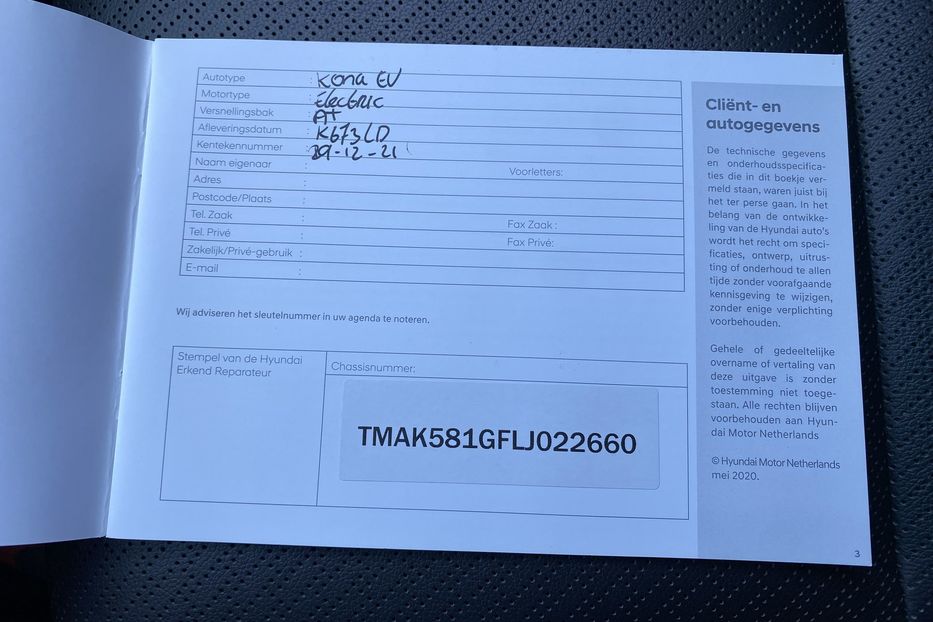 Autotype : Kona EV
Motortype : Electric
Versnellingsbak : At
Afleveringsdatum : K673LD
Kentekennummer : 29-12-21
Naam eigenaar : Voorletters:
Adres :
Postcode/Plaats :
Tel. Zaak : Fax Zaak :
Tel. Privé : Fax Privé:
Zakelijk/Privé-gebruik :
E-mail :
Wij adviseren het sleutelnummer in uw agenda te noteren.
Stempel van de Hyundai
Erkend Reparateur
Chassisnummer:
TMAK581GFLJ022660
Cliënt- en
autogegevens
De technische gegevens
en onderhoudsspecifica-
ties die in dit boekje ver-
meld staan, waren juist bij
het ter perse gaan. In het
belang van de ontwikke-
ling van de Hyundai auto's
wordt het recht om speci-
ficaties, ontwerp, uitrus-
ting of onderhoud te allen
tijde zonder voorafgaande
kennisgeving te wijzigen,
zonder enige verplichting
voorbehouden.
Gehele of gedeeltelijke
overname of vertaling van
deze uitgave is zonder
toestemming niet toege-
staan. Alle rechten blijven
voorbehouden aan Hyun-
dai Motor Netherlands
© Hyundai Motor Netherlands
mei 2020.
3